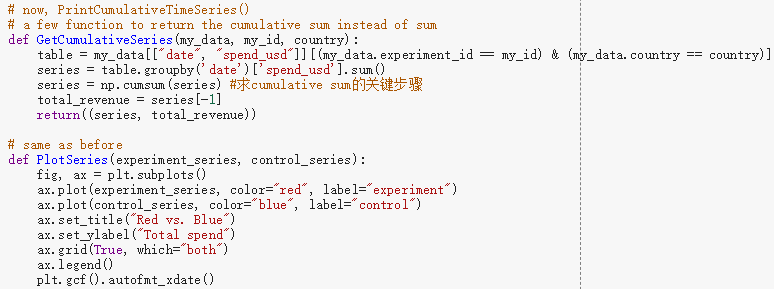 # now, PrintCumulativeTimeSeries()
# a few function to return the cumulative sum instead of sum
def GetCumulativeSeries(my_data, my_id, country):
    table = my_data[["date", "spend_usd"]][(my_data.experiment_id == my_id) & (my_data.country == country)]
    series = table.groupby('date')['spend_usd'].sum()
    series = np.cumsum(series) #求cumulative sum的关键步骤
    total_revenue = series[-1]
    return((series, total_revenue))

# same as before
def PlotSeries(experiment_series, control_series):
    fig, ax = plt.subplots()
    ax.plot(experiment_series, color="red", label="experiment")
    ax.plot(control_series, color="blue", label="control")
    ax.set_title("Red vs. Blue")
    ax.set_ylabel("Total spend")
    ax.grid(True, which="both")
    ax.legend()
    plt.gcf().autofmt_xdate()